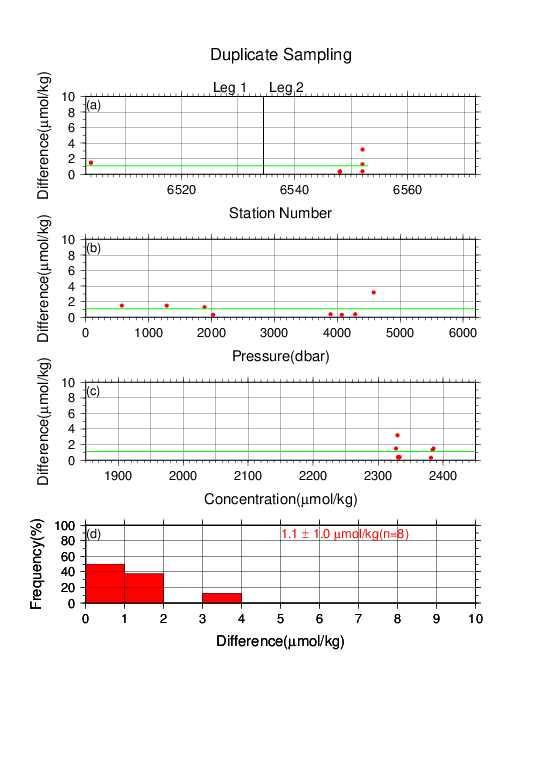 Duplicate Sampling
Leg 1 Leg 2
(a)
Difference(μmol/kg)
10
8
6
4
2
0
6520 6540 6560
Station Number
(b)
Difference(μmol/kg)
10
8
6
4
2
0
0 1000 2000 3000 4000 5000 6000
Pressure(dbar)
(c)
Difference(μmol/kg)
10
8
6
4
2
0
1900 2000 2100 2200 2300 2400
Concentration(μmol/kg)
(d)
1.1 ± 1.0 μmol/kg(n=8)
Frequency(%)
100
80
60
40
20
0
0 1 2 3 4 5 6 7 8 9 10
Difference(μmol/kg)